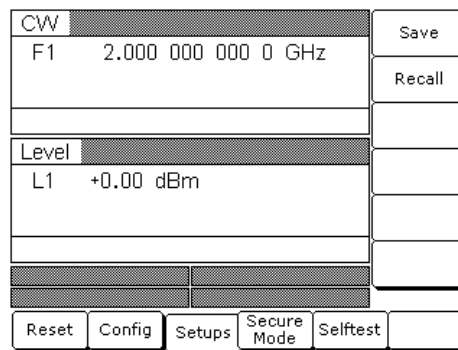 CW
F1 2.000 000 000 0 GHz
Level
L1 +0.00 dBm
Save
Recall
Reset Config Setups Secure Mode Selftest